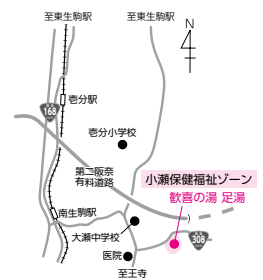 至東生駒駅
至東生駒駅
N
4
168
壱分駅
壱分小学校
第二阪奈
有料道路
小瀬保健福祉ゾーン
歓喜の湯 足湯
南生駒駅
大瀬中学校
308
医院
至王寺